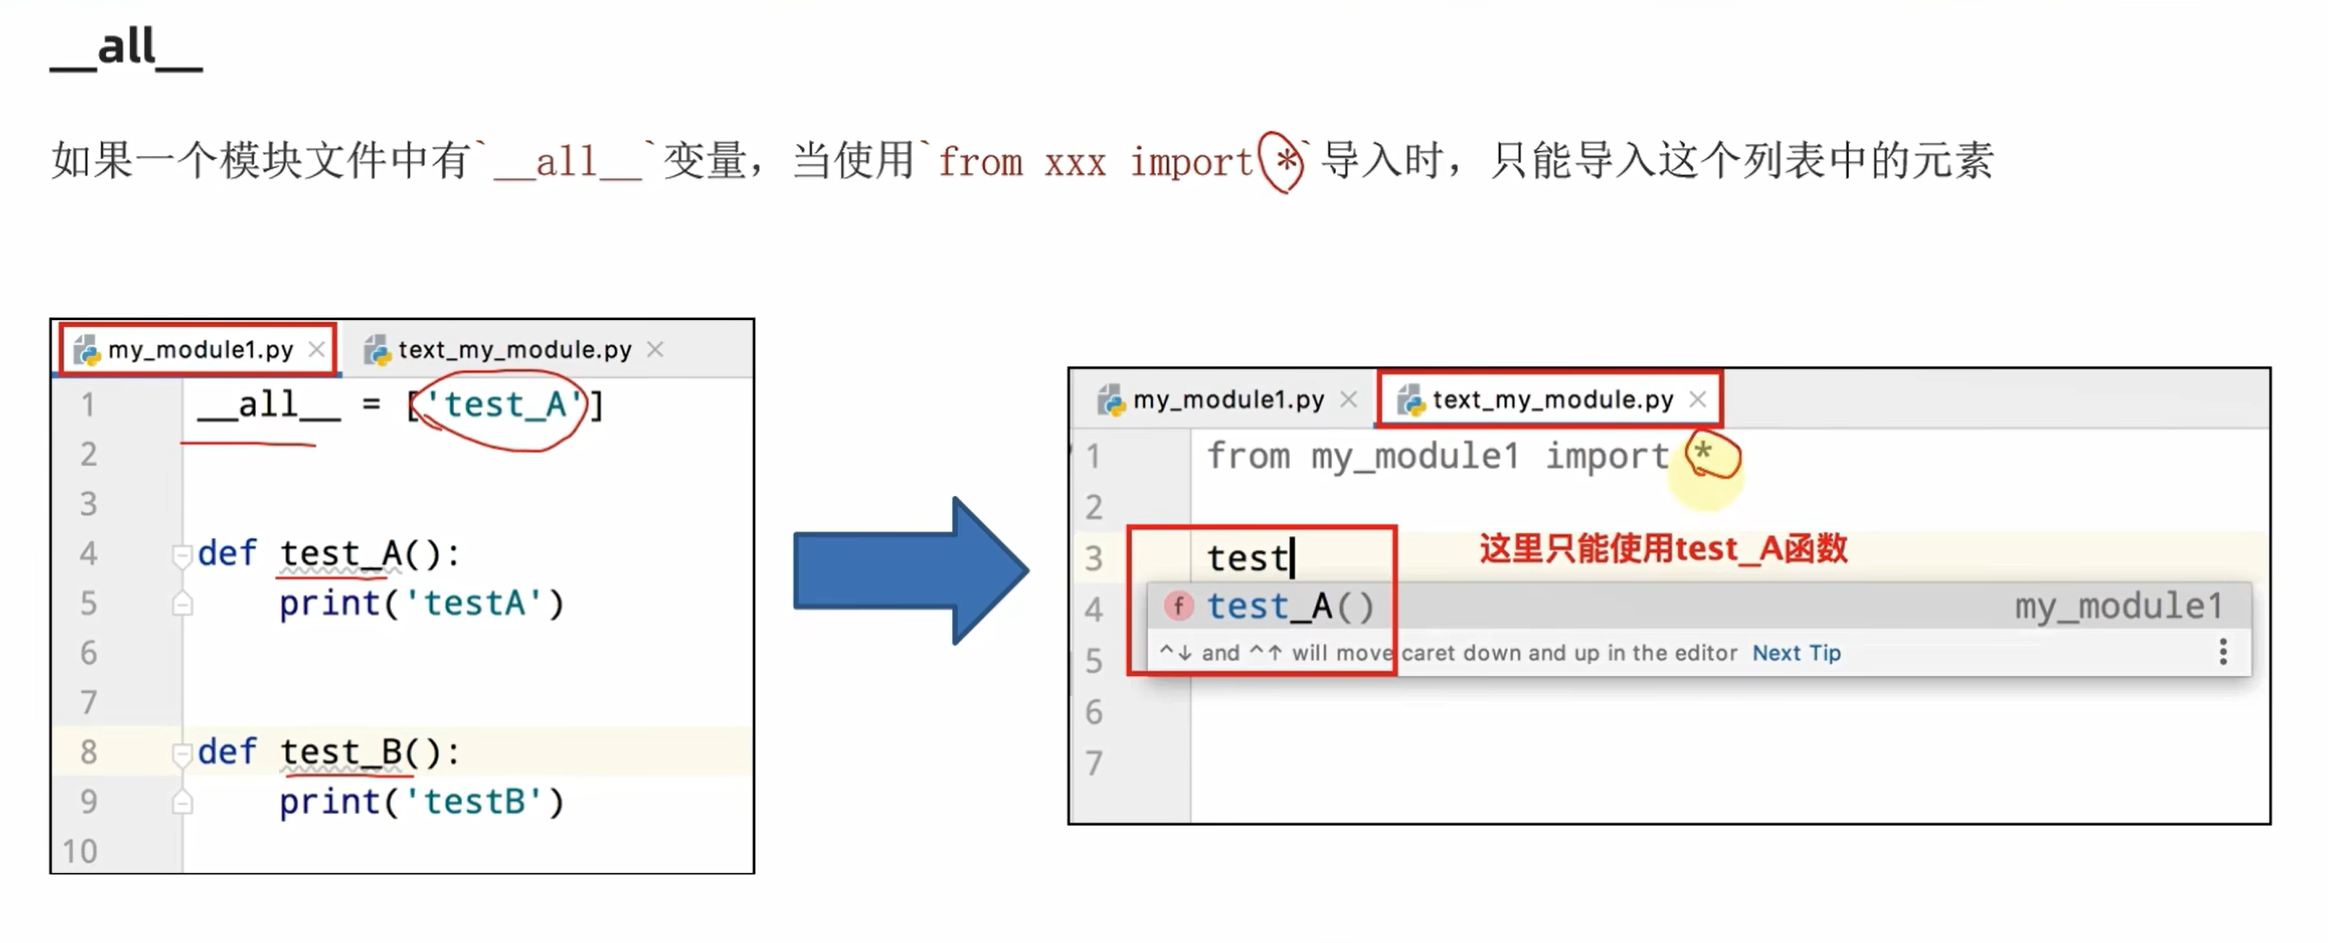 __all__
如果一个模块文件中有`__all__`变量，当使用`from xxx import *`导入时，只能导入这个列表中的元素
my_module1.py text_my_module.py
1 __all__ = ['test_A']
2
3
4 def test_A():
5 print('testA')
6
7
8 def test_B():
9 print('testB')
10
my_module1.py text_my_module.py
1 from my_module1 import *
2
3 test 这里只能使用test_A函数
4 f test_A() my_module1
5 ^↓ and ^↑ will move caret down and up in the editor Next Tip
6
7